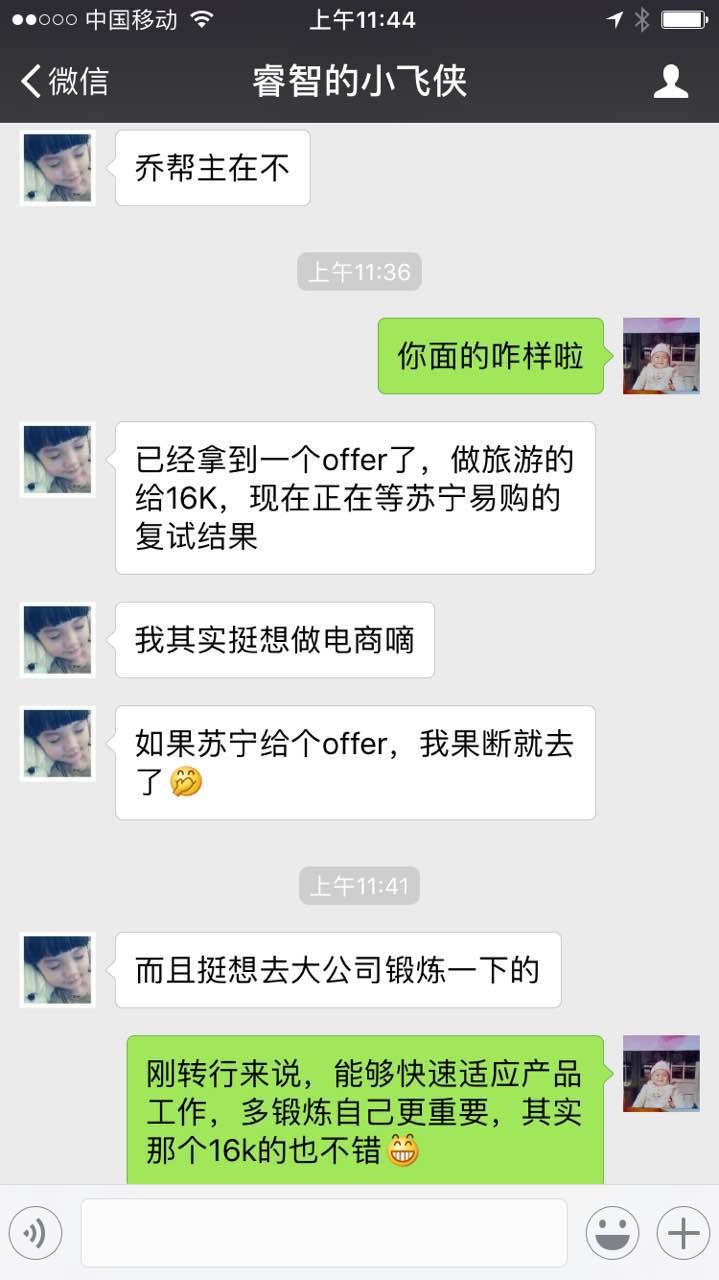 中国移动 上午11:44
微信 睿智的小飞侠
乔帮主在不
上午11:36
你面的咋样啦
已经拿到一个offer了，做旅游的
给16K，现在正在等苏宁易购的
复试结果
我其实挺想做电商嘀
如果苏宁给个offer，我果断就去
了🤭
上午11:41
而且挺想去大公司锻炼一下的
刚转行来说，能够快速适应产品
工作，多锻炼自己更重要，其实
那个16k的也不错😁